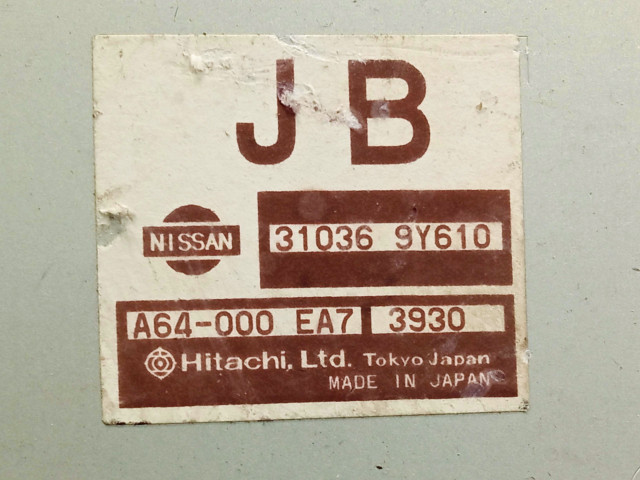 JB
NISSAN
31036 9Y610
A64-000 EA7 3930
Hitachi, Ltd. Tokyo Japan
MADE IN JAPAN